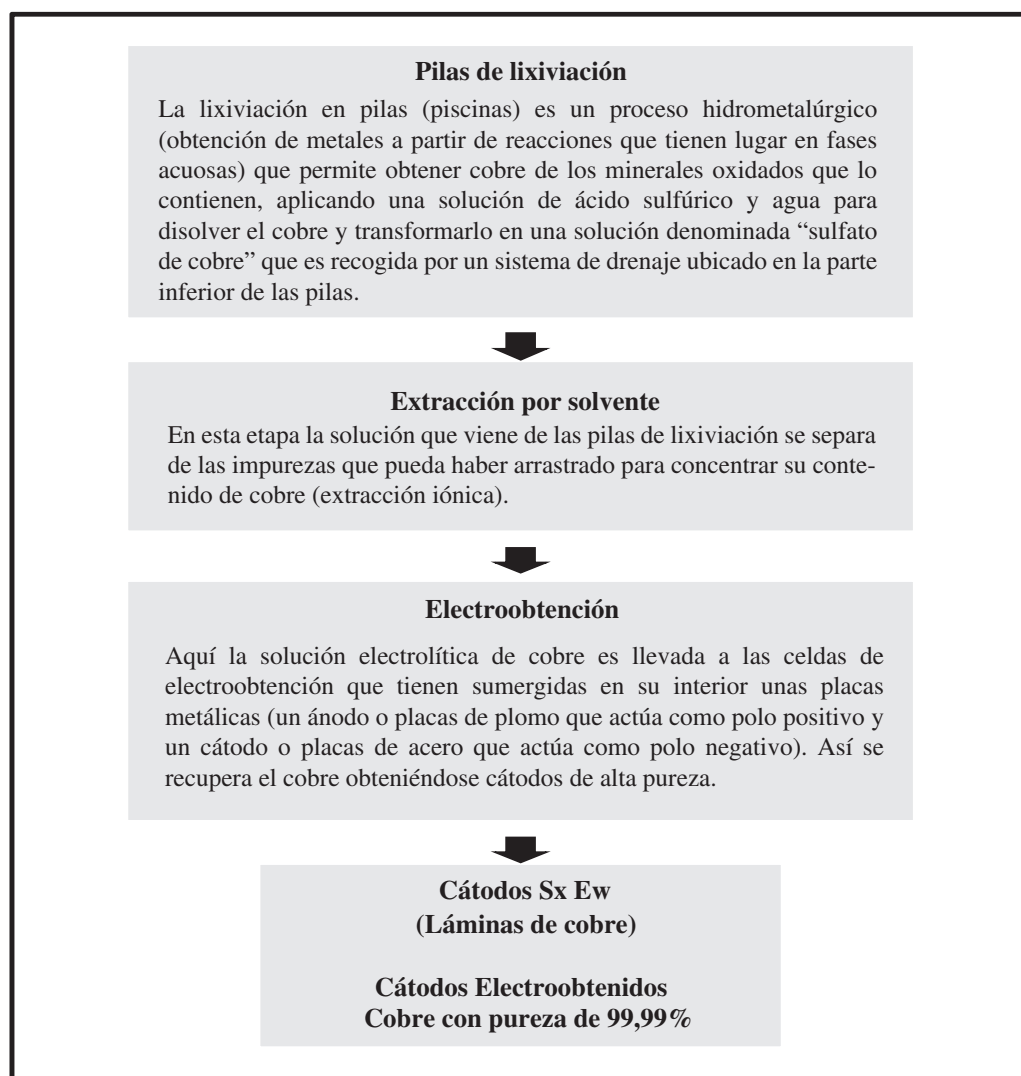 Pilas de lixiviación
La lixiviación en pilas (piscinas) es un proceso hidrometalúrgico
(obtención de metales a partir de reacciones que tienen lugar en fases
acuosas) que permite obtener cobre de los minerales oxidados que lo
contienen, aplicando una solución de ácido sulfúrico y agua para
disolver el cobre y transformarlo en una solución denominada “sulfato
de cobre” que es recogida por un sistema de drenaje ubicado en la parte
inferior de las pilas.
Extracción por solvente
En esta etapa la solución que viene de las pilas de lixiviación se separa
de las impurezas que pueda haber arrastrado para concentrar su conte-
nido de cobre (extracción iónica).
Electroobtención
Aquí la solución electrolítica de cobre es llevada a las celdas de
electroobtención que tienen sumergidas en su interior unas placas
metálicas (un ánodo o placas de plomo que actúa como polo positivo y
un cátodo o placas de acero que actúa como polo negativo). Así se
recupera el cobre obteniéndose cátodos de alta pureza.
Cátodos Sx Ew
(Láminas de cobre)
Cátodos Electroobtenidos
Cobre con pureza de 99,99%